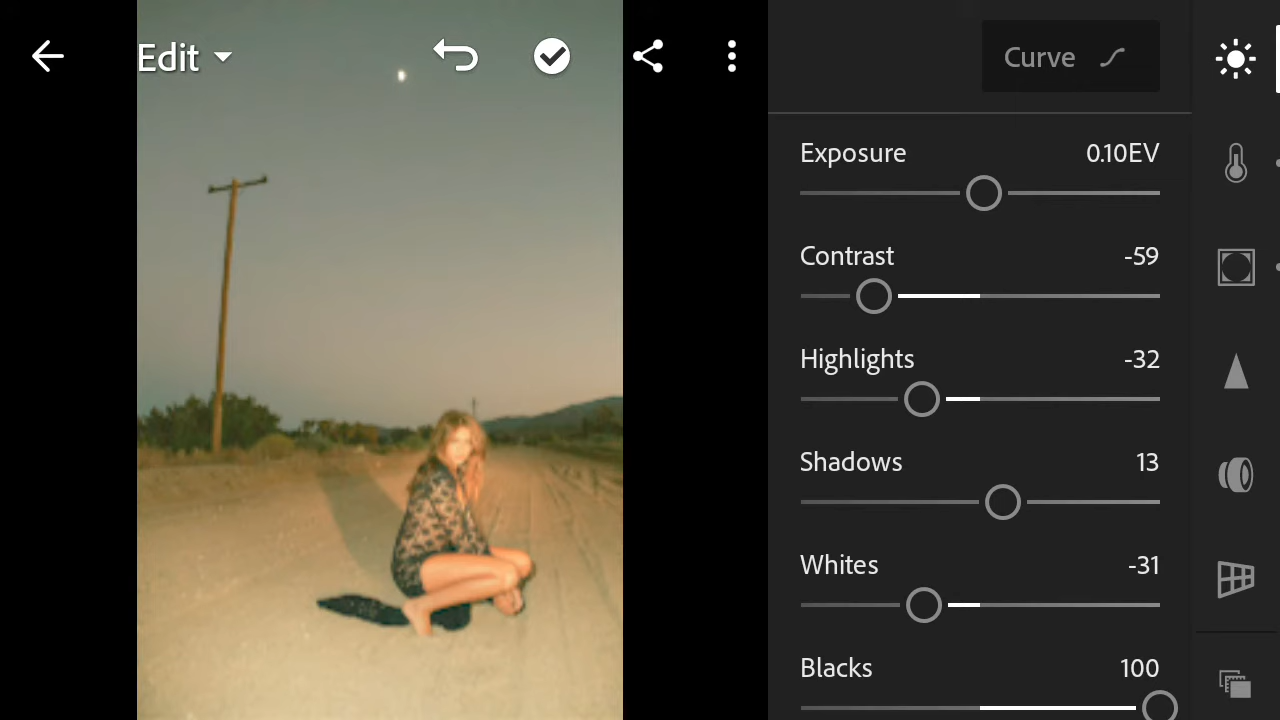 Edit
Curve
Exposure 0.10EV
Contrast -59
Highlights -32
Shadows 13
Whites -31
Blacks 100